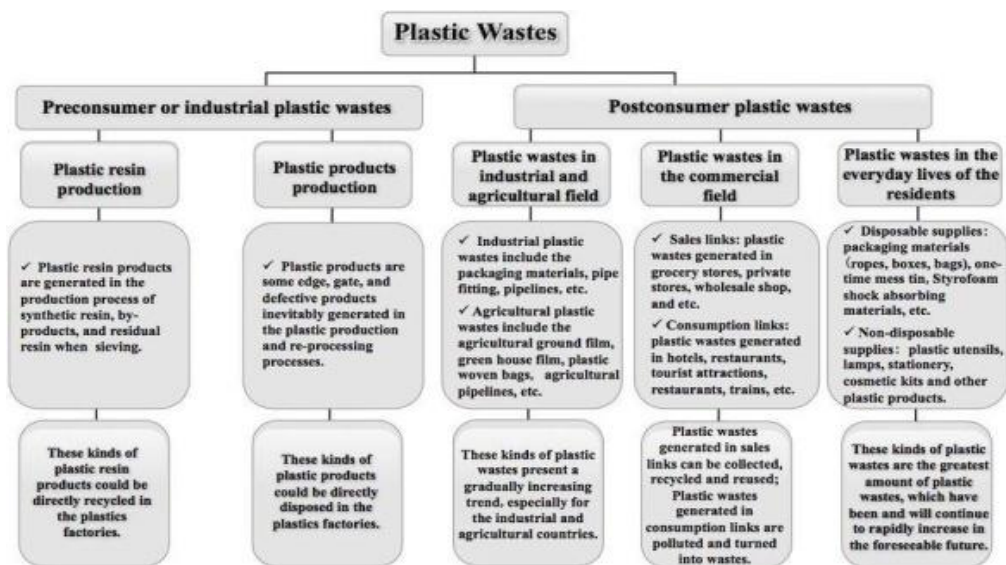 Plastic Wastes
Preconsumer or industrial plastic wastes
Postconsumer plastic wastes
Plastic resin
production
Plastic products
production
Plastic wastes in
industrial and
agricultural field
Plastic wastes in
the commercial
field
Plastic wastes in the
everyday lives of the
residents
✓ Plastic resin products
are generated in the
production process of
synthetic resin, by-
products, and residual
resin when sieving.
✓ Plastic products are
some edge, gate, and
defective products
inevitably generated in
the plastic production
and re-processing
processes.
✓ Industrial plastic
wastes include the
packaging materials, pipe
fitting, pipelines, etc.
✓ Agricultural plastic
wastes include the
agricultural ground film,
green house film, plastic
woven bags, agricultural
pipelines, etc.
✓ Sales links: plastic
wastes generated in
grocery stores, private
stores, wholesale shop,
and etc.
✓ Consumption links:
plastic wastes generated
in hotels, restaurants,
tourist attractions,
restaurants, trains, etc.
✓ Disposable supplies:
packaging materials
(ropes, boxes, bags), one-
time mess tin, Styrofoam
shock absorbing
materials, etc.
✓ Non-disposable
supplies: plastic utensils,
lamps, stationery,
cosmetic kits and other
plastic products.
These kinds of
plastic resin
products could be
directly recycled in
the plastics
factories.
These kinds of
plastic products
could be directly
disposed in the
plastics factories.
These kinds of plastic
wastes present a
gradually increasing
trend, especially for
the industrial and
agricultural countries.
Plastic wastes
generated in sales
links can be collected,
recycled and reused;
Plastic wastes
generated in
consumption links are
polluted and turned
into wastes.
These kinds of plastic
wastes are the greatest
amount of plastic
wastes, which have
been and will continue
to rapidly increase in
the foreseeable future.